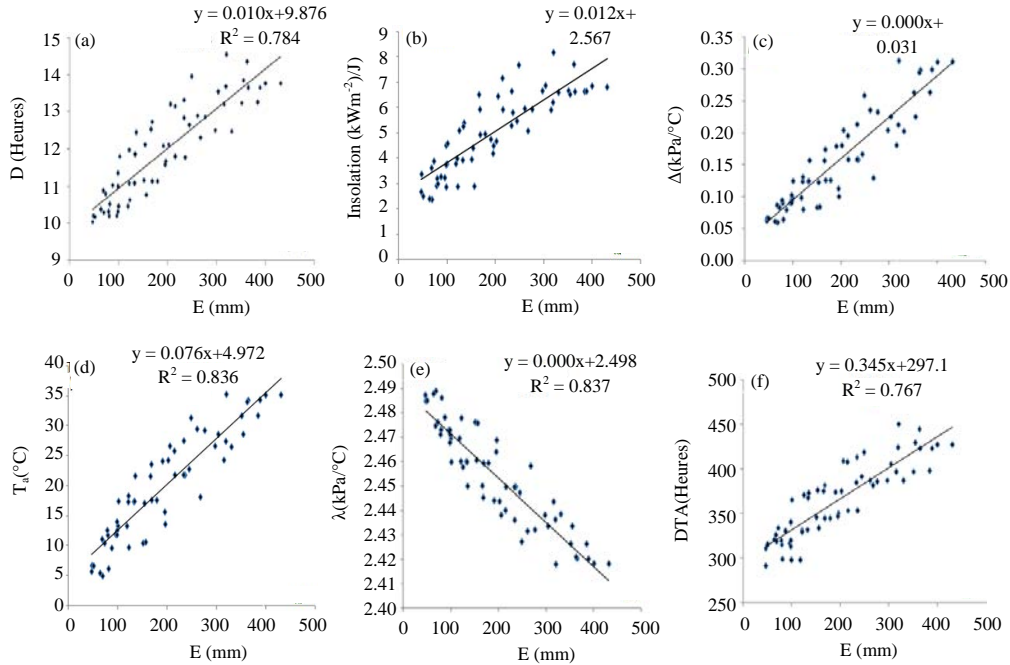 y = 0.010x+9.876
R² = 0.784
(a)
15
14
13
12
11
10
9
D (Heures)
0 100 200 300 400 500
E (mm)
y = 0.012x+
2.567
(b)
9
8
7
6
5
4
3
2
1
0
Insolation (kWm⁻²)/J)
0 100 200 300 400 500
E (mm)
y = 0.000x+
0.031
(c)
0.35
0.30
0.25
0.20
0.15
0.10
0.05
0.00
Δ(kPa/°C)
0 100 200 300 400 500
E (mm)
y = 0.076x+4.972
R² = 0.836
(d)
40
35
30
25
20
15
10
5
0
Tₐ(°C)
0 100 200 300 400 500
E (mm)
y = 0.000x+2.498
R² = 0.837
(e)
2.50
2.49
2.48
2.47
2.46
2.45
2.44
2.43
2.42
2.41
2.40
λ(kPa/°C)
0 100 200 300 400 500
E (mm)
y = 0.345x+297.1
R² = 0.767
(f)
500
450
400
350
300
250
DTA(Heures)
0 100 200 300 400 500
E (mm)